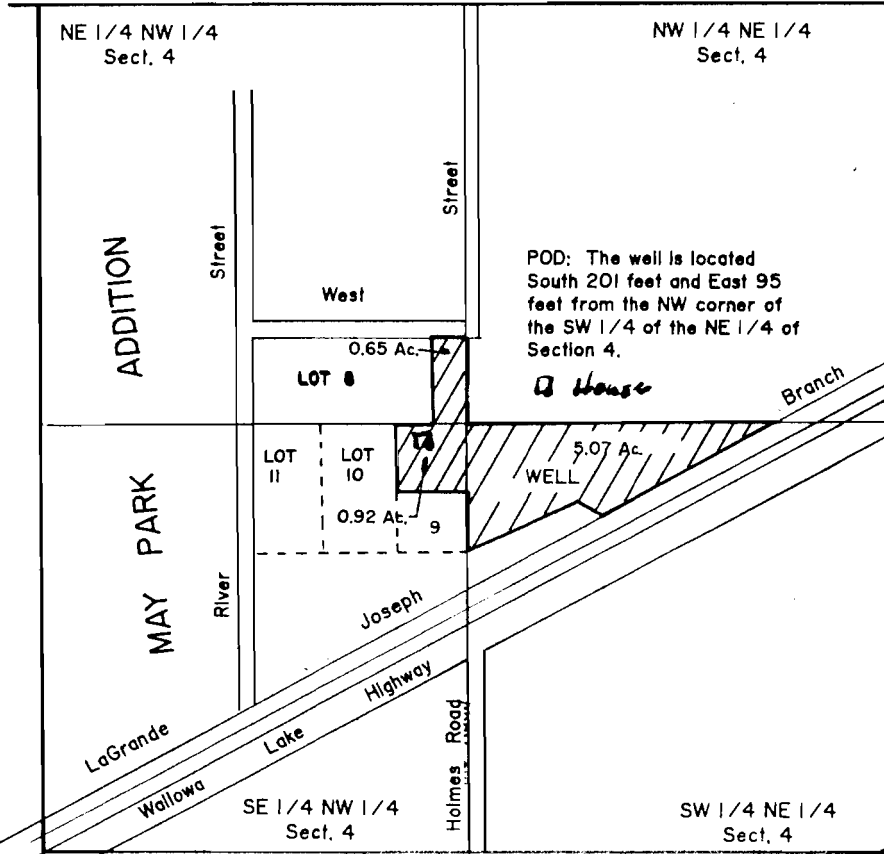 NE 1/4 NW 1/4
Sect. 4
NW 1/4 NE 1/4
Sect. 4
ADDITION
Street
Street
West
POD: The well is located
South 201 feet and East 95
feet from the NW corner of
the SW 1/4 of the NE 1/4 of
Section 4.
0.65 Ac.
LOT 8
House
Branch
LOT
11
LOT
10
5.07 Ac.
WELL
0.92 Ac.
9
MAY PARK
River
Joseph
LaGrande
Highway
Lake
Wallowa
Holmes Road
SE 1/4 NW 1/4
Sect. 4
SW 1/4 NE 1/4
Sect. 4